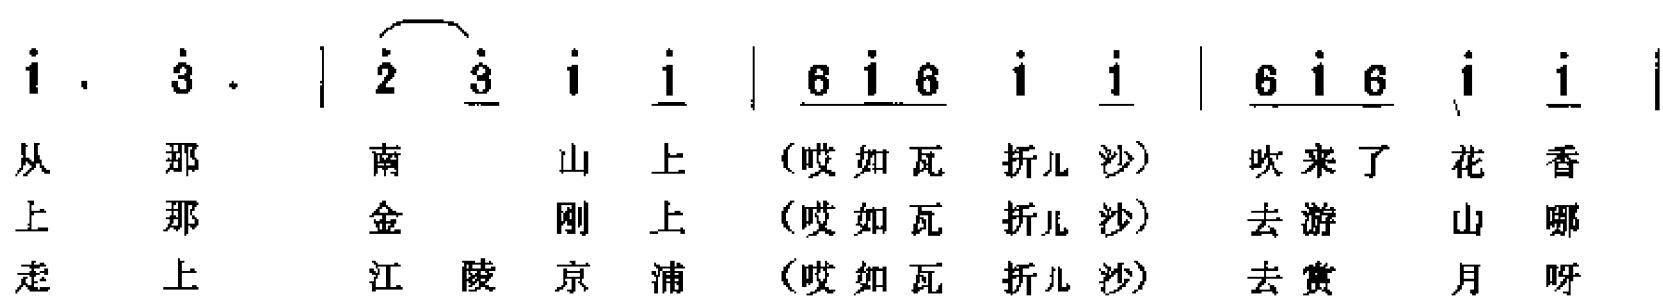 1̇ . 3̇ . | 2̇ 3̇ 1̇ 1̇ | 6 1̇ 6 1̇ 1̇ | 6 1̇ 6 1̇ 1̇ |
从 那 南 山 上 (哎 如 瓦 折儿 沙) 吹 来 了 花 香
上 那 金 刚 上 (哎 如 瓦 折儿 沙) 去 游 山 哪
走 上 江 陵 京 浦 (哎 如 瓦 折儿 沙) 去 赏 月 呀